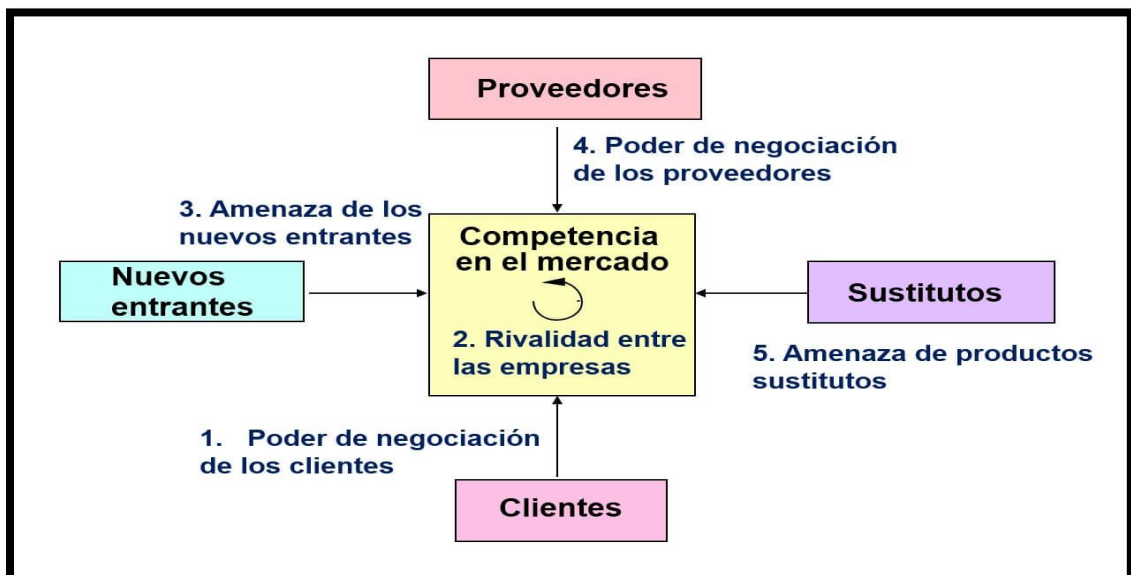 Proveedores
4. Poder de negociación
de los proveedores
3. Amenaza de los
nuevos entrantes
Nuevos
entrantes
Competencia
en el mercado
2. Rivalidad entre
las empresas
Sustitutos
5. Amenaza de productos
sustitutos
1. Poder de negociación
de los clientes
Clientes